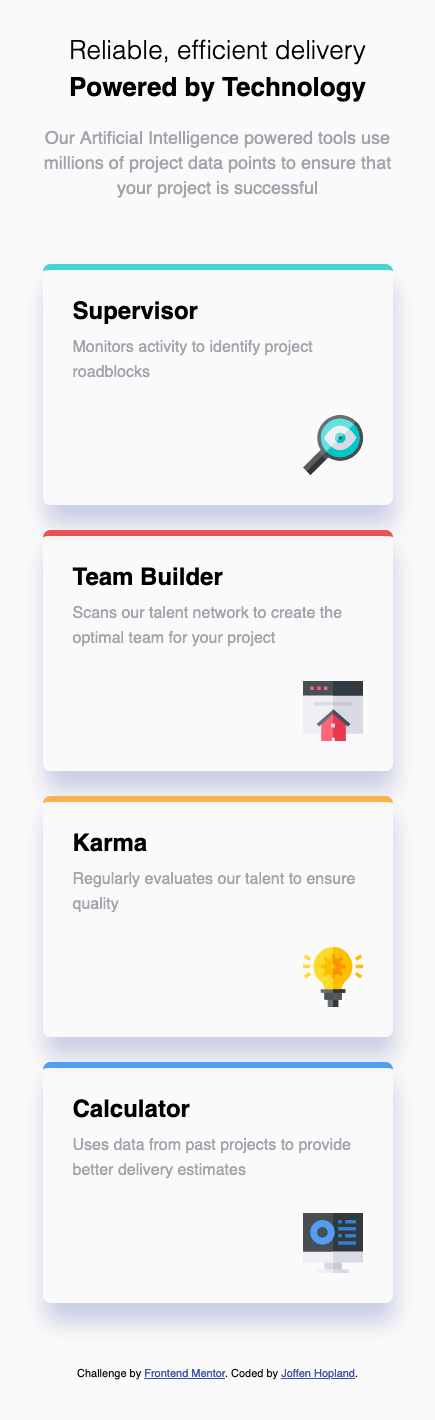 Reliable, efficient delivery
Powered by Technology
Our Artificial Intelligence powered tools use
millions of project data points to ensure that
your project is successful
Supervisor
Monitors activity to identify project
roadblocks
Team Builder
Scans our talent network to create the
optimal team for your project
Karma
Regularly evaluates our talent to ensure
quality
Calculator
Uses data from past projects to provide
better delivery estimates
Challenge by Frontend Mentor. Coded by Joffen Hopland.